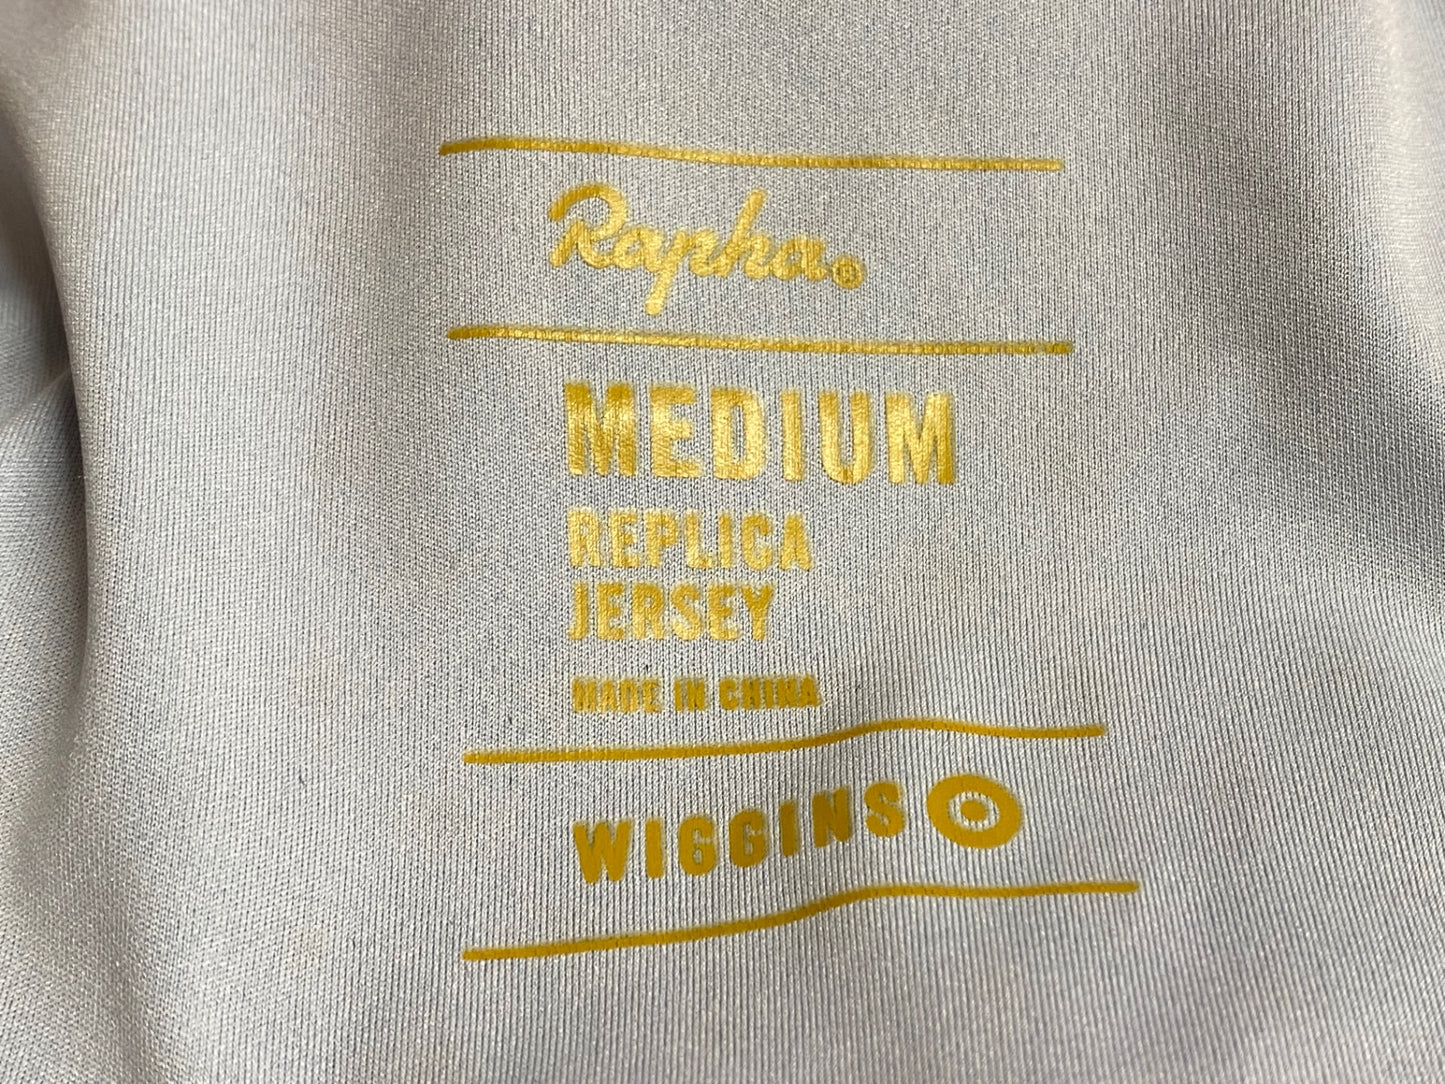 Rapha®
MEDIUM
REPLICA
JERSEY
MADE IN CHINA
WIGGINS